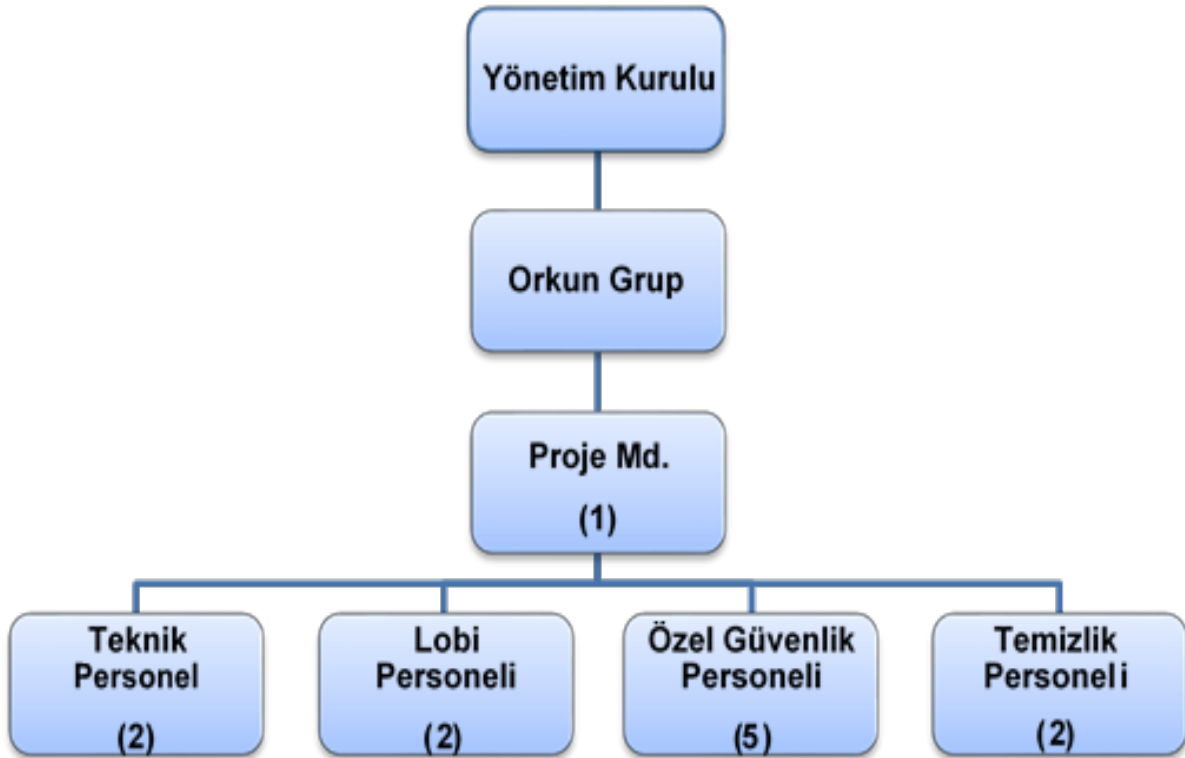 Yönetim Kurulu
Orkun Grup
Proje Md.
(1)
Teknik
Personel
(2)
Lobi
Personeli
(2)
Özel Güvenlik
Personeli
(5)
Temizlik
Personeli
(2)